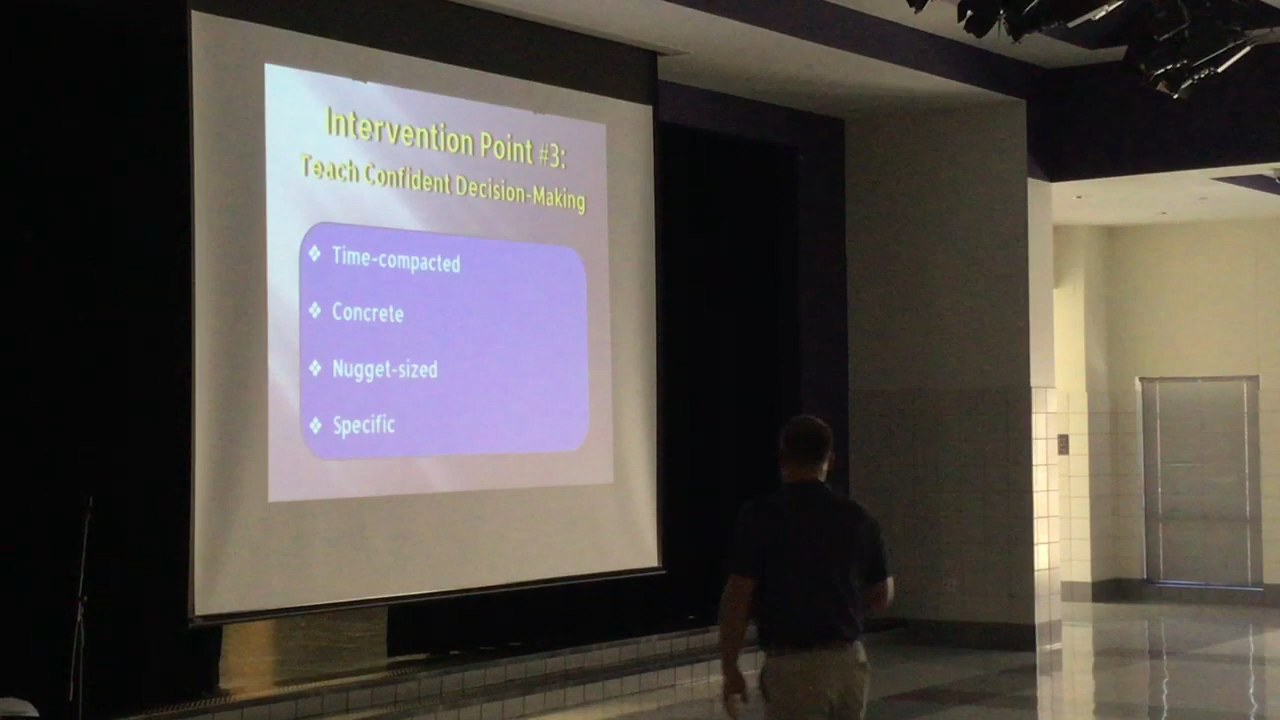 Intervention Point #3:
Teach Confident Decision-Making
❖ Time-compacted
❖ Concrete
❖ Nugget-sized
❖ Specific